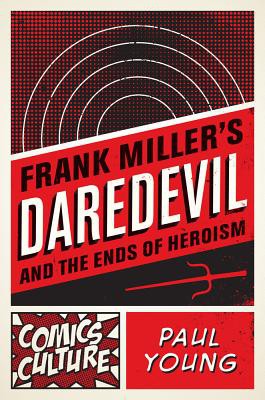 FRANK MILLER'S
DAREDEVIL
AND THE ENDS OF HEROISM
COMICS
CULTURE
PAUL
YOUNG